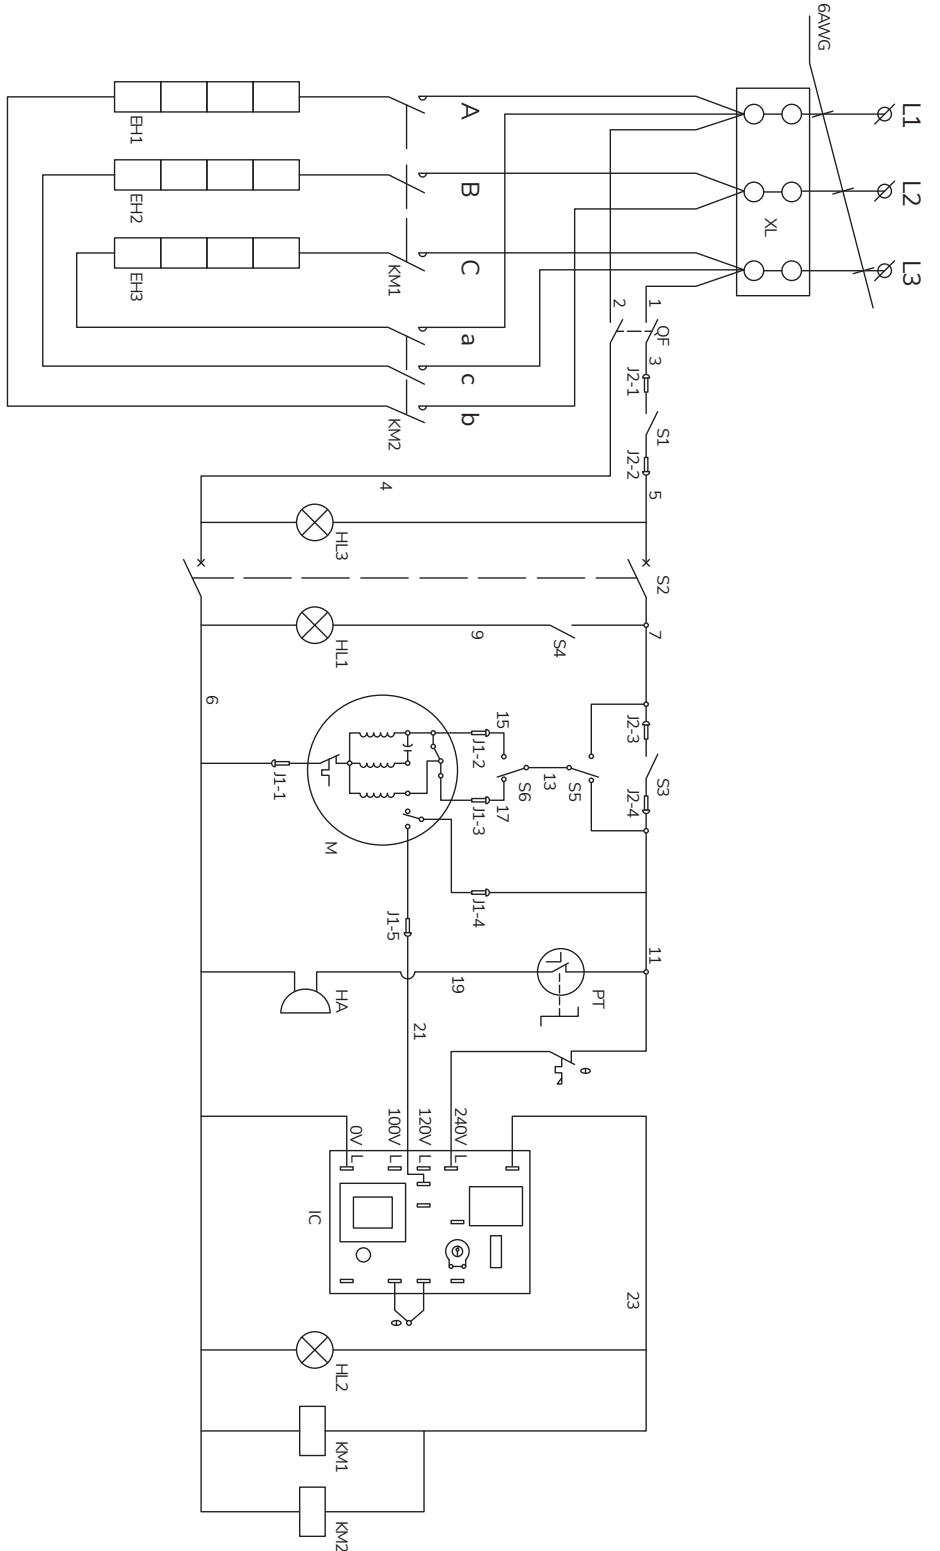 6AWG
L1
L2
L3
XL
A
B
C
EH1
EH2
EH3
KM1
a
c
b
KM2
1
2
QF
3
J2-1
S1
J2-2
5
4
HL3
S2
7
S4
9
HL1
6
J2-3
S3
J2-4
15
J1-2
S6
13
S5
17
J1-3
J1-1
M
J1-4
J1-5
11
PT
19
HA
θ
21
0V L
100V L
120V L
240V L
IC
θ
23
HL2
KM1
KM2